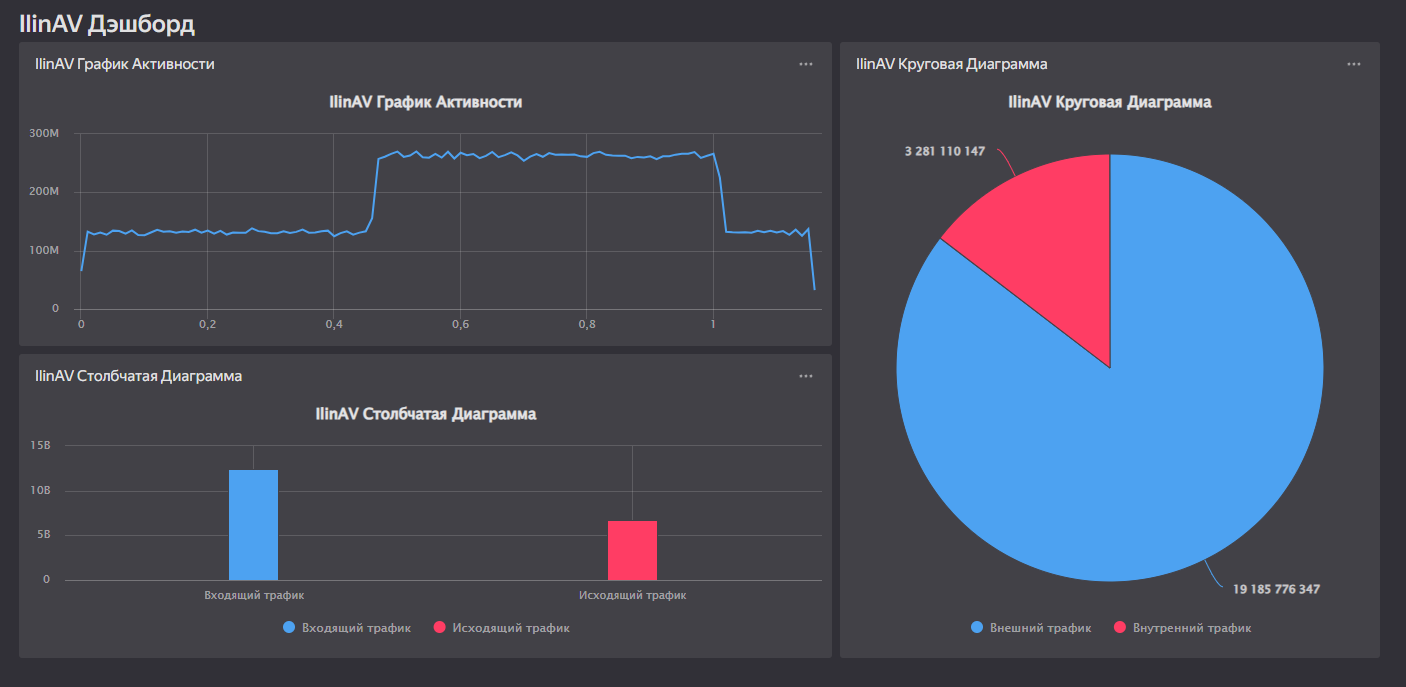 IlinAV Дэшборд
IlinAV График Активности
IlinAV График Активности
300M
200M
100M
0
0 0,2 0,4 0,6 0,8 1
IlinAV Столбчатая Диаграмма
IlinAV Столбчатая Диаграмма
15B
10B
5B
0
Входящий трафик Исходящий трафик
Входящий трафик Исходящий трафик
IlinAV Круговая Диаграмма
IlinAV Круговая Диаграмма
3 281 110 147
19 185 776 347
Внешний трафик Внутренний трафик